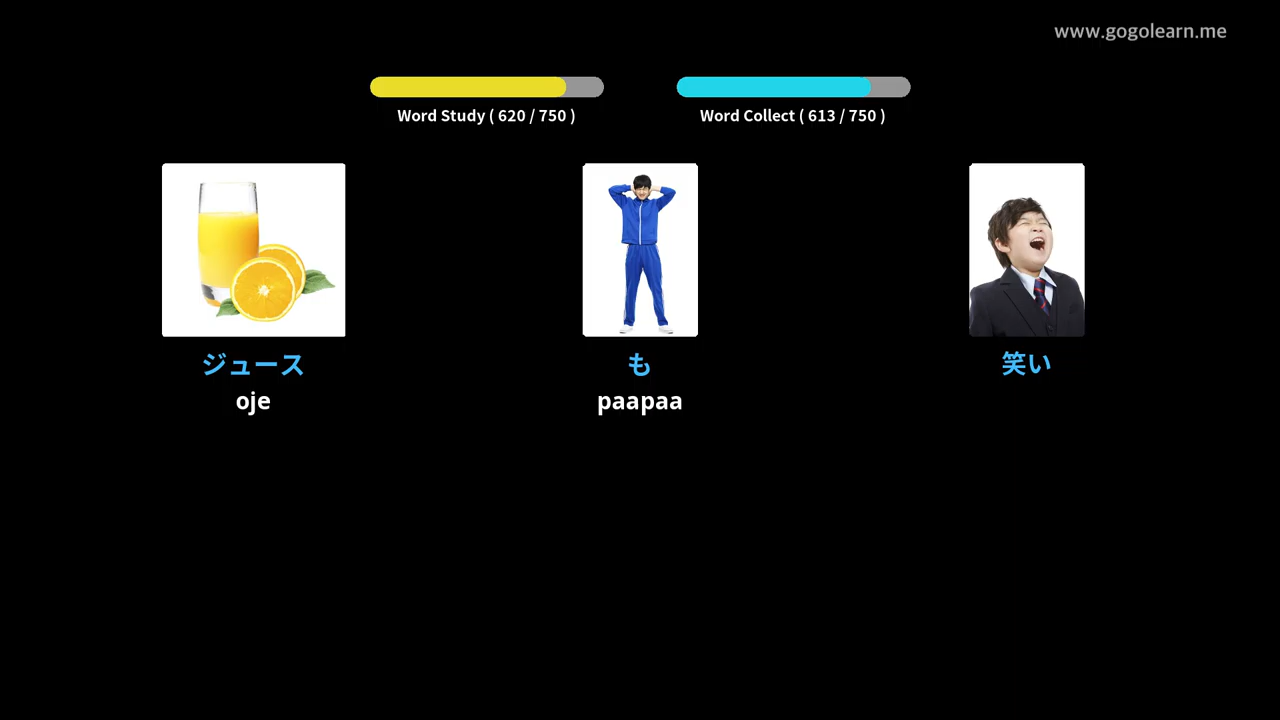 www.gogolearn.me
Word Study ( 620 / 750 )
Word Collect ( 613 / 750 )
ジュース
oje
も
paapaa
笑い